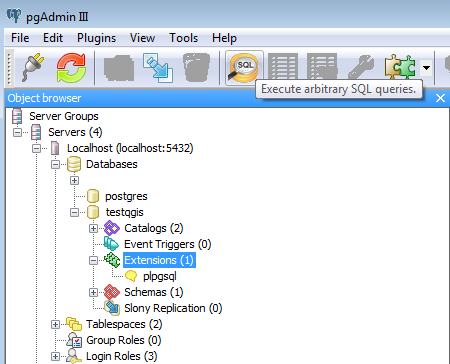 pgAdmin III
File Edit Plugins View Tools Help
SQL
Execute arbitrary SQL queries.
Object browser
Server Groups
Servers (4)
Localhost (localhost:5432)
Databases
postgres
testqgis
Catalogs (2)
Event Triggers (0)
Extensions (1)
plpgsql
Schemas (1)
Slony Replication (0)
Tablespaces (2)
Group Roles (0)
Login Roles (3)